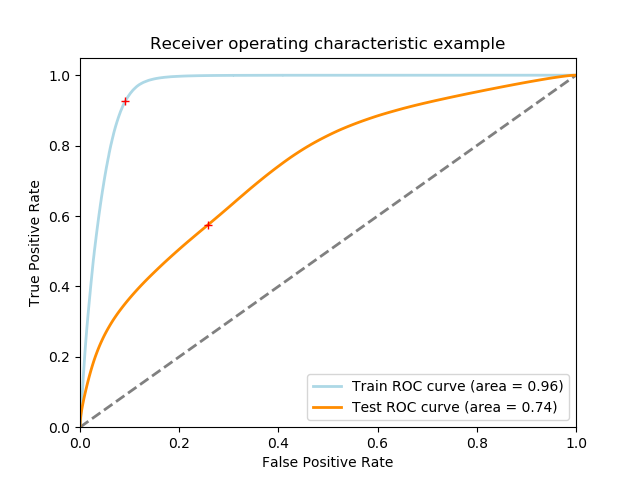 Receiver operating characteristic example
True Positive Rate
1.0
0.8
0.6
0.4
0.2
0.0
Train ROC curve (area = 0.96)
Test ROC curve (area = 0.74)
0.0 0.2 0.4 0.6 0.8 1.0
False Positive Rate